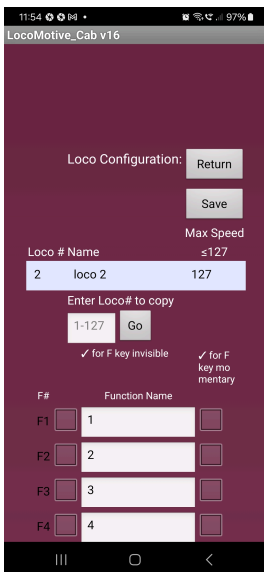 11:54
97%
LocoMotive_Cab v16
Loco Configuration: Return
Save
Max Speed
Loco # Name ≤127
2 loco 2 127
Enter Loco# to copy
1-127 Go
✓ for F key invisible
✓ for F
key mo
mentary
F# Function Name
F1 1
F2 2
F3 3
F4 4